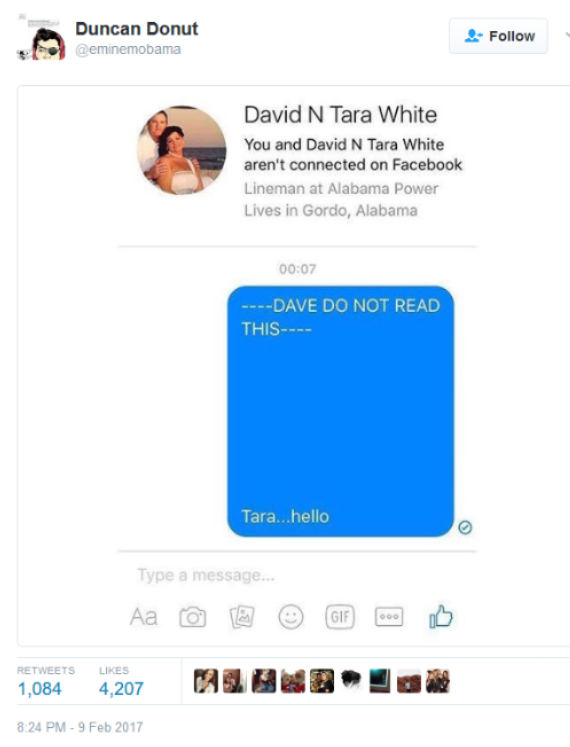 Duncan Donut
@eminemobama
Follow
David N Tara White
You and David N Tara White
aren't connected on Facebook
Lineman at Alabama Power
Lives in Gordo, Alabama
00:07
----DAVE DO NOT READ
THIS----
Tara...hello
Type a message...
Aa
GIF
RETWEETS LIKES
1,084 4,207
8:24 PM - 9 Feb 2017